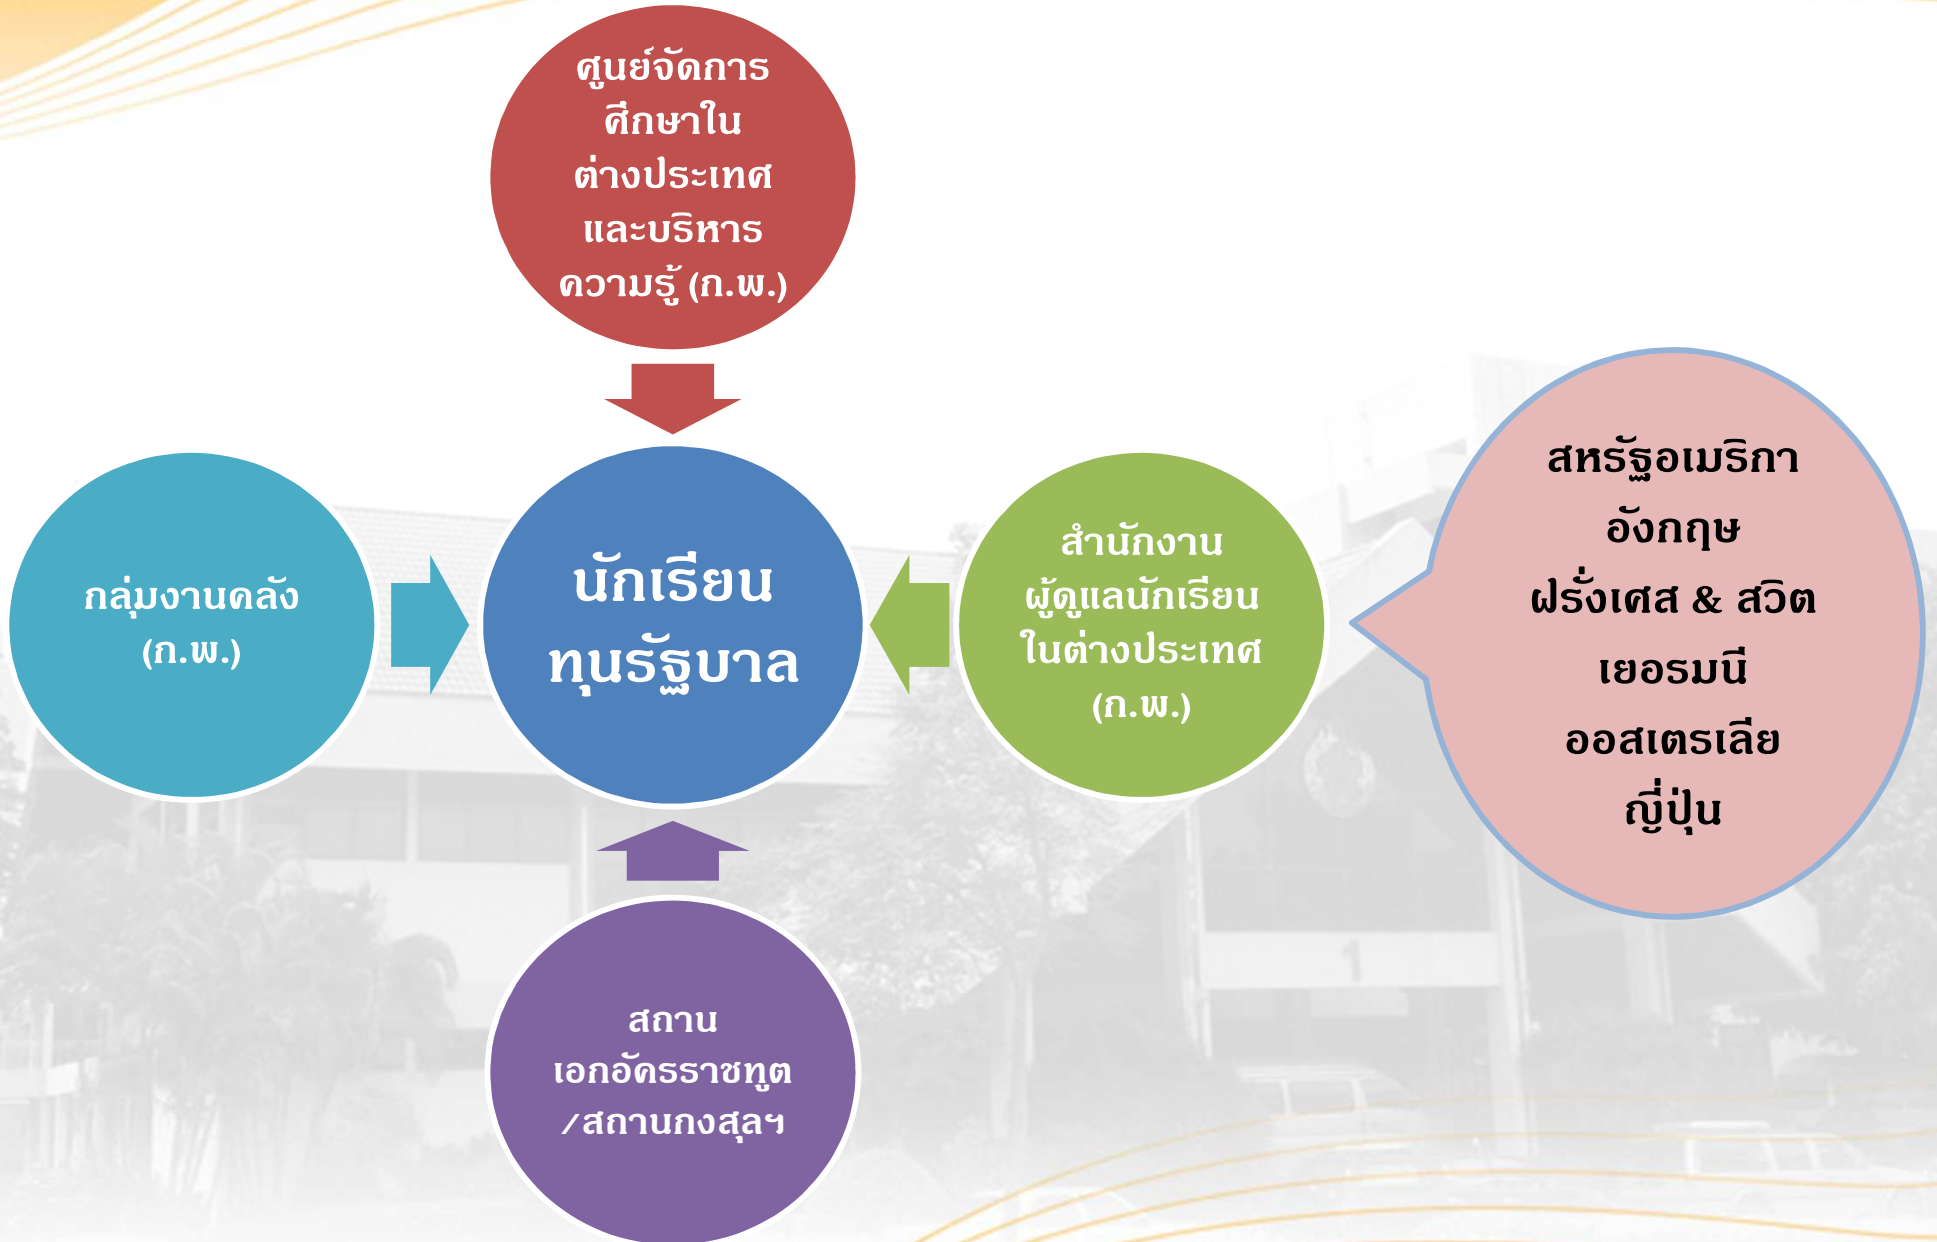 ศูนย์จัดการ
ศึกษาใน
ต่างประเทศ
และบริหาร
ความรู้ (ก.พ.)
กลุ่มงานคลัง
(ก.พ.)
นักเรียน
ทุนรัฐบาล
สำนักงาน
ผู้ดูแลนักเรียน
ในต่างประเทศ
(ก.พ.)
สหรัฐอเมริกา
อังกฤษ
ฝรั่งเศส & สวิต
เยอรมนี
ออสเตรเลีย
ญี่ปุ่น
สถาน
เอกอัครราชทูต
/สถานกงสุลฯ